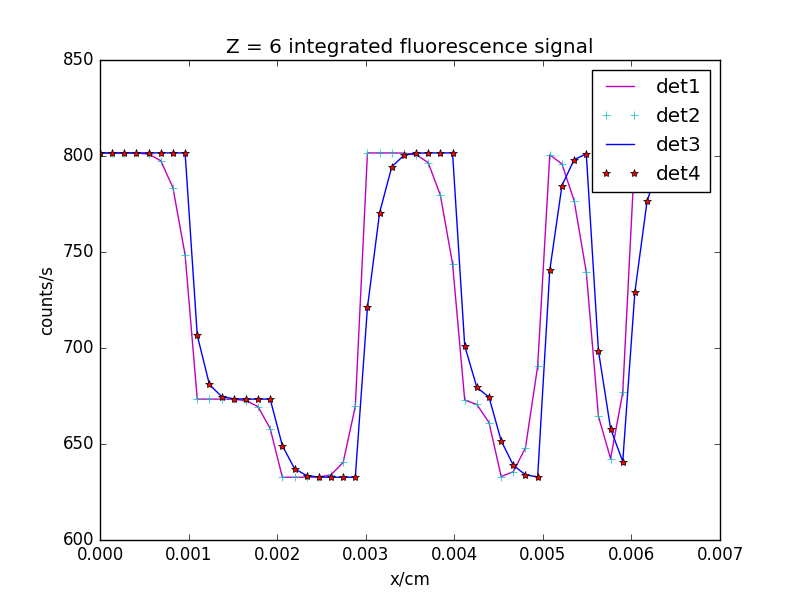 Z = 6 integrated fluorescence signal
850
800
750
700
650
600
counts/s
det1
det2
det3
det4
0.000 0.001 0.002 0.003 0.004 0.005 0.006 0.007
x/cm